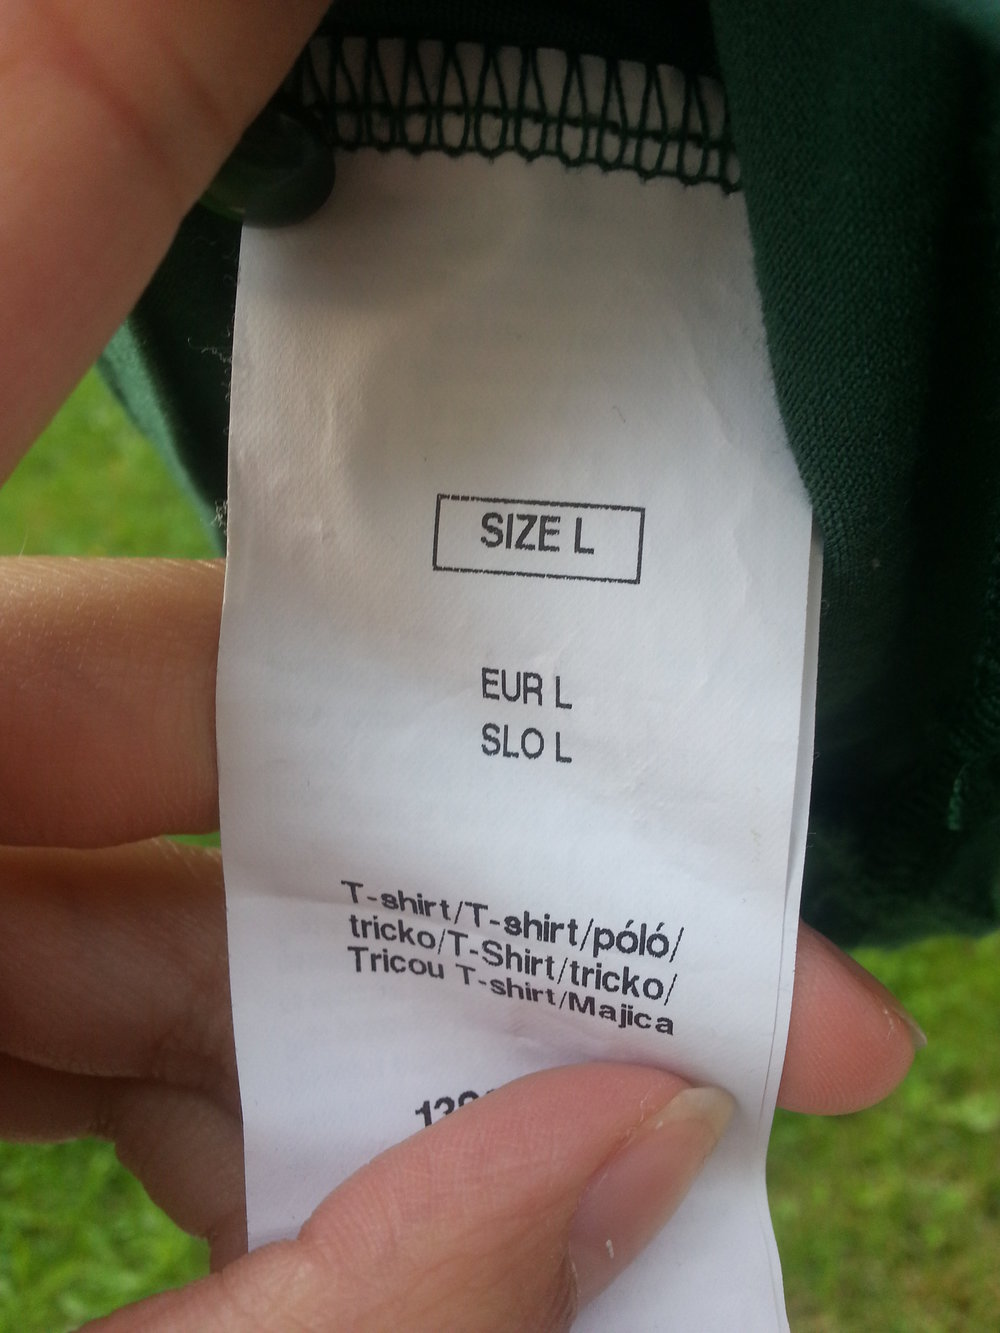 SIZE L
EUR L
SLO L
T-shirt/T-shirt/póló/
tricko/T-Shirt/tricko/
Tricou T-shirt/Majica